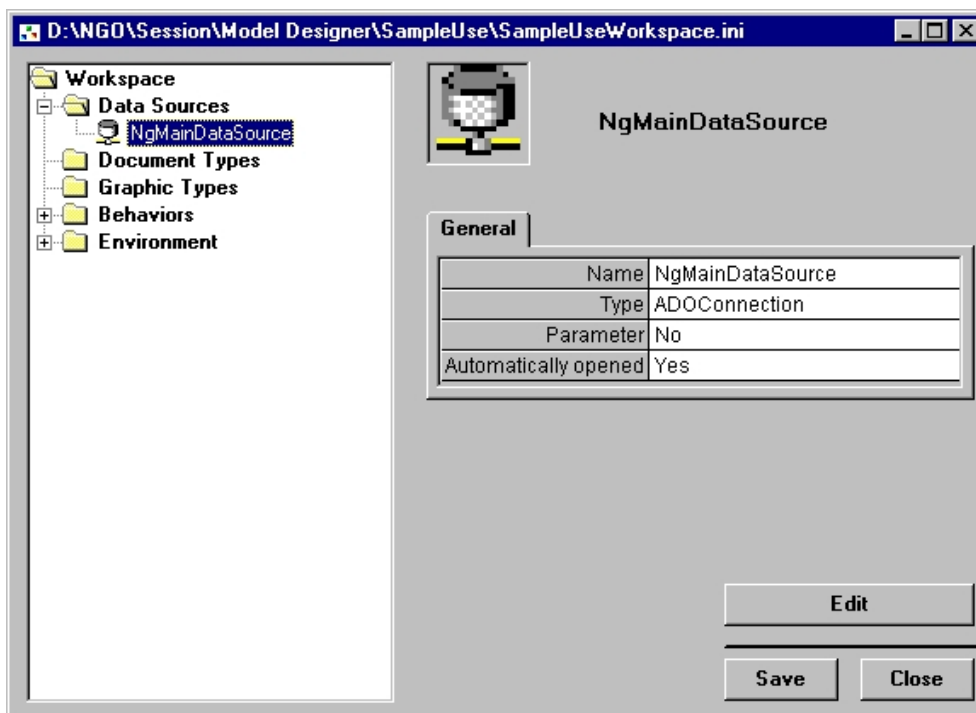 D:\NGO\Session\Model Designer\SampleUse\SampleUseWorkspace.ini
Workspace
Data Sources
NgMainDataSource
Document Types
Graphic Types
Behaviors
Environment
NgMainDataSource
General
Name NgMainDataSource
Type ADOConnection
Parameter No
Automatically opened Yes
Edit
Save Close